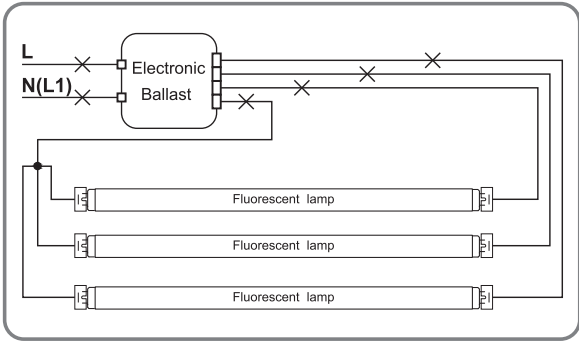 L
N(L1)
Electronic
Ballast
Fluorescent lamp
Fluorescent lamp
Fluorescent lamp